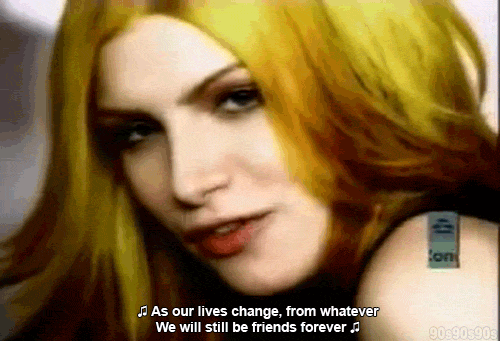 ♫ As our lives change, from whatever
We will still be friends forever ♫
90s90s90s